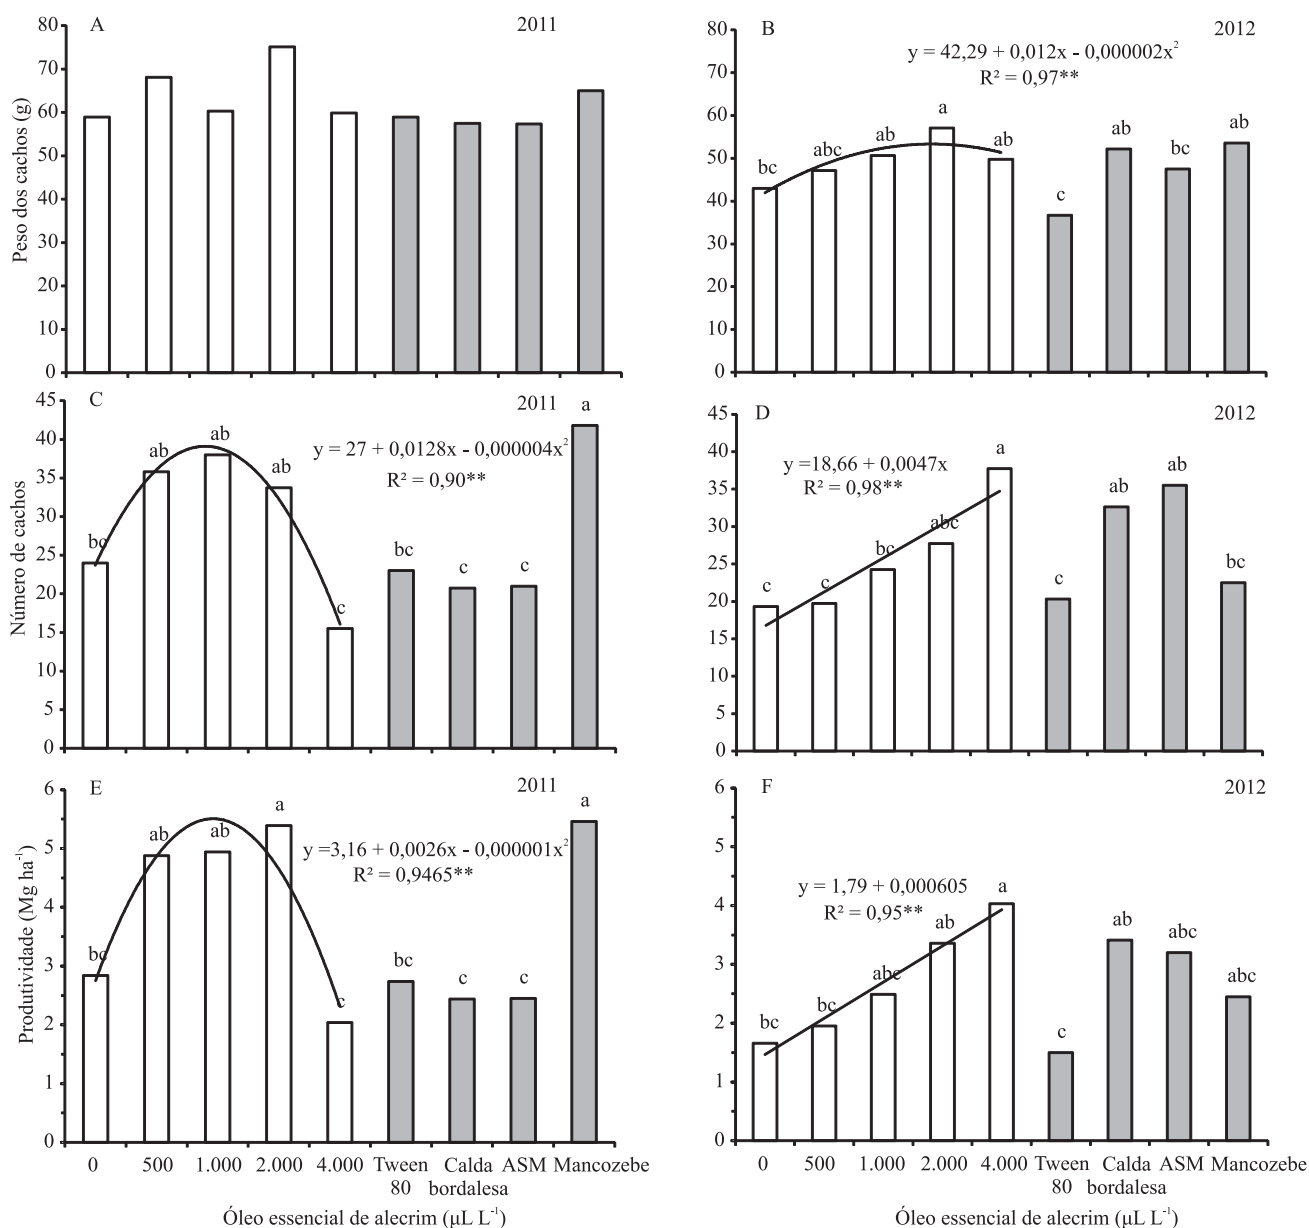 A
2011
80
70
60
50
40
30
20
10
0
Peso dos cachos (g)
B
2012
y = 42,29 + 0,012x - 0,000002x²
R² = 0,97**
80
70
60
50
40
30
20
10
0
bc
abc
ab
a
ab
c
ab
bc
ab
C
2011
y = 27 + 0,0128x - 0,000004x²
R² = 0,90**
45
40
35
30
25
20
15
10
5
0
Número de cachos
bc
ab
ab
ab
c
bc
c
c
a
D
2012
y =18,66 + 0,0047x
R² = 0,98**
45
40
35
30
25
20
15
10
5
0
c
c
bc
abc
a
c
ab
ab
bc
E
2011
y =3,16 + 0,0026x - 0,000001x²
R² = 0,9465**
6
5
4
3
2
1
0
Produtividade (Mg ha⁻¹)
bc
ab
ab
a
c
bc
c
c
a
0 500 1.000 2.000 4.000 Tween 80 Calda bordalesa ASM Mancozebe
Óleo essencial de alecrim (µL L⁻¹)
F
2012
y = 1,79 + 0,000605
R² = 0,95**
6
5
4
3
2
1
0
bc
bc
abc
ab
a
c
ab
abc
abc
0 500 1.000 2.000 4.000 Tween 80 Calda bordalesa ASM Mancozebe
Óleo essencial de alecrim (µL L⁻¹)